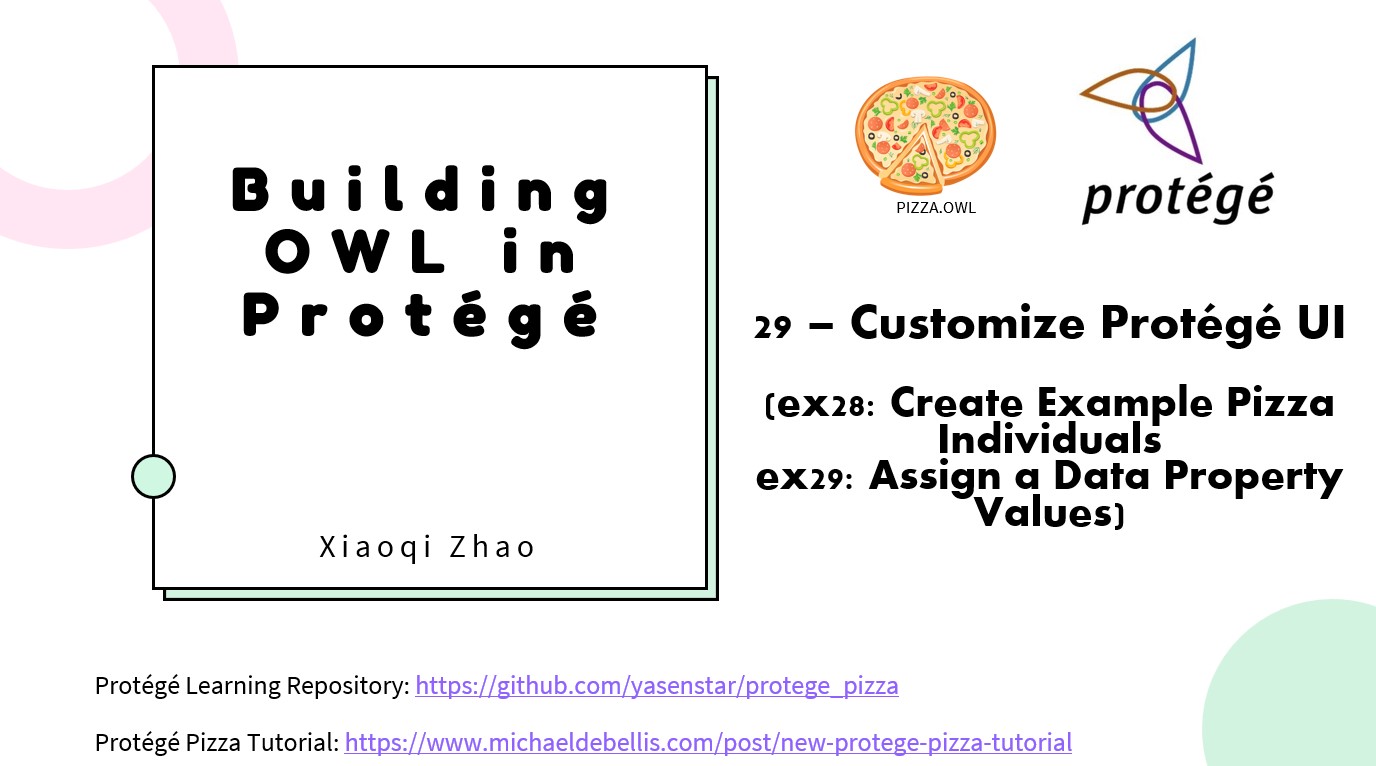 Building
OWL in
Protégé
Xiaoqi Zhao
PIZZA.OWL
protégé
29 – Customize Protégé UI
(ex28: Create Example Pizza
Individuals
ex29: Assign a Data Property
Values)
Protégé Learning Repository: https://github.com/yasenstar/protege_pizza
Protégé Pizza Tutorial: https://www.michaeldebellis.com/post/new-protege-pizza-tutorial